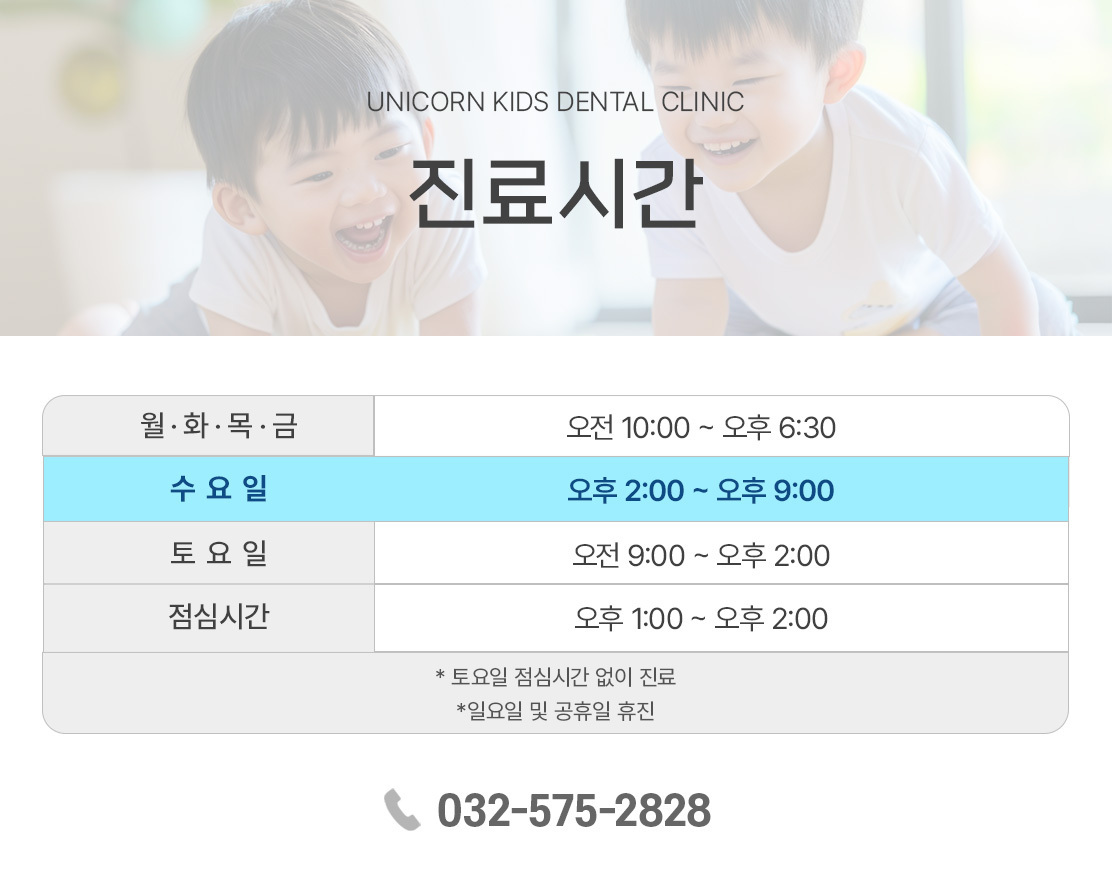 UNICORN KIDS DENTAL CLINIC
진료시간
월·화·목·금 오전 10:00 ~ 오후 6:30
수 요 일 오후 2:00 ~ 오후 9:00
토 요 일 오전 9:00 ~ 오후 2:00
점심시간 오후 1:00 ~ 오후 2:00
* 토요일 점심시간 없이 진료
*일요일 및 공휴일 휴진
032-575-2828